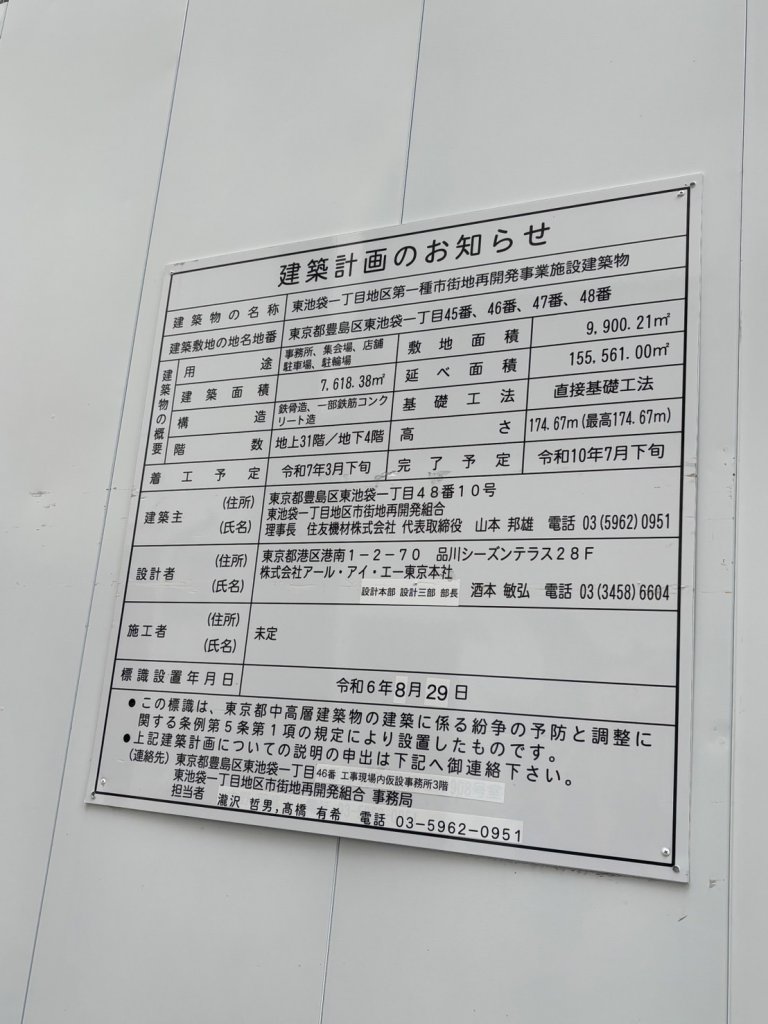 建築計画のお知らせ
建築物の名称 東池袋一丁目地区第一種市街地再開発事業施設建築物
建築敷地の地名地番 東京都豊島区東池袋一丁目45番、46番、47番、48番
建築物の概要
用途 事務所、集会場、店舗
駐車場、駐輪場
敷地面積 9,900.21㎡
建築面積 7,618.38㎡ 延べ面積 155,561.00㎡
構造 鉄骨造、一部鉄筋コンク
リート造
基礎工法 直接基礎工法
階数 地上31階/地下4階 高さ 174.67m(最高174.67m)
着工予定 令和7年3月下旬 完了予定 令和10年7月下旬
建築主 (住所) 東京都豊島区東池袋一丁目48番10号
東池袋一丁目地区市街地再開発組合
(氏名) 理事長 住友機材株式会社 代表取締役 山本 邦雄 電話 03(5962)0951
設計者 (住所) 東京都港区港南1-2-70 品川シーズンテラス28F
株式会社アール・アイ・エー東京本社
(氏名) 設計本部 設計三部 部長 酒本 敏弘 電話 03(3458)6604
施工者 (住所)
(氏名) 未定
標識設置年月日 令和6年8月29日
●この標識は、東京都中高層建築物の建築に係る紛争の予防と調整に
関する条例第5条第1項の規定により設置したものです。
●上記建築計画についての説明の申出は下記へ御連絡下さい。
(連絡先) 東京都豊島区東池袋一丁目46番 工事現場内仮設事務所3階
東池袋一丁目地区市街地再開発組合 事務局
担当者 瀧沢 哲男,髙橋 有希 電話 03-5962-0951